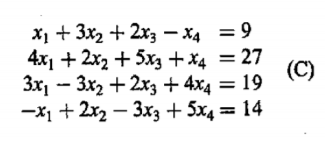 x₁ + 3x₂ + 2x₃ − x₄ = 9
4x₁ + 2x₂ + 5x₃ + x₄ = 27
(C)
3x₁ − 3x₂ + 2x₃ + 4x₄ = 19
−x₁ + 2x₂ − 3x₃ + 5x₄ = 14